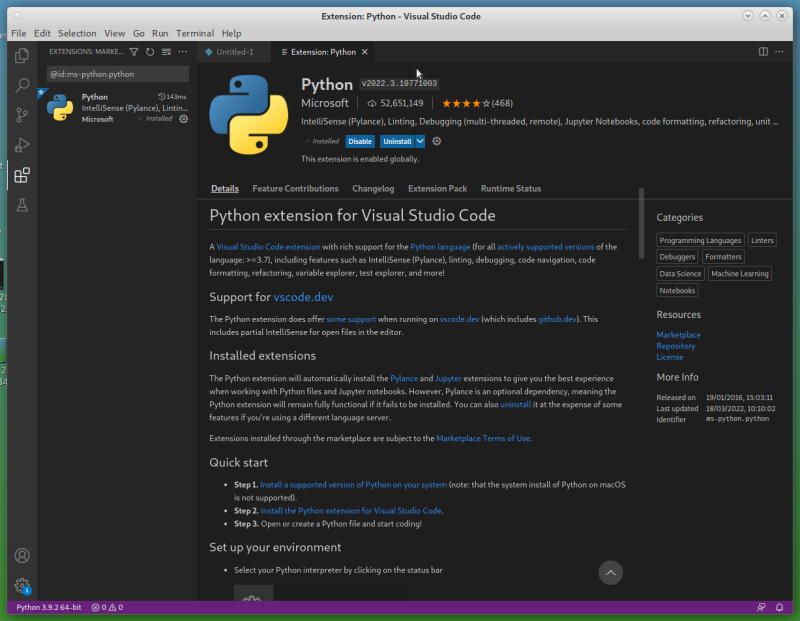 Extension: Python - Visual Studio Code
File Edit Selection View Go Run Terminal Help
EXTENSIONS: MARKE...
Untitled-1
Extension: Python
@id:ms-python.python
Python 143ms
IntelliSense (Pylance), Lintin...
Microsoft Installed
Python v2022.3.10771003
Microsoft 52,651,149 (468)
IntelliSense (Pylance), Linting, Debugging (multi-threaded, remote), Jupyter Notebooks, code formatting, refactoring, unit ...
Installed Disable Uninstall
This extension is enabled globally.
Details Feature Contributions Changelog Extension Pack Runtime Status
Python extension for Visual Studio Code
A Visual Studio Code extension with rich support for the Python language (for all actively supported versions of the
language: >=3.7), including features such as IntelliSense (Pylance), linting, debugging, code navigation, code
formatting, refactoring, variable explorer, test explorer, and more!
Support for vscode.dev
The Python extension does offer some support when running on vscode.dev (which includes github.dev). This
includes partial IntelliSense for open files in the editor.
Installed extensions
The Python extension will automatically install the Pylance and Jupyter extensions to give you the best experience
when working with Python files and Jupyter notebooks. However, Pylance is an optional dependency, meaning the
Python extension will remain fully functional if it fails to be installed. You can also uninstall it at the expense of some
features if you're using a different language server.
Extensions installed through the marketplace are subject to the Marketplace Terms of Use.
Quick start
• Step 1. Install a supported version of Python on your system (note: that the system install of Python on macOS
is not supported).
• Step 2. Install the Python extension for Visual Studio Code.
• Step 3. Open or create a Python file and start coding!
Set up your environment
• Select your Python interpreter by clicking on the status bar
Categories
Programming Languages Linters
Debuggers Formatters
Data Science Machine Learning
Notebooks
Resources
Marketplace
Repository
License
More Info
Released on 19/01/2016, 15:03:11
Last updated 18/03/2022, 10:10:02
Identifier ms-python.python
1
Python 3.9.2 64-bit 0 0